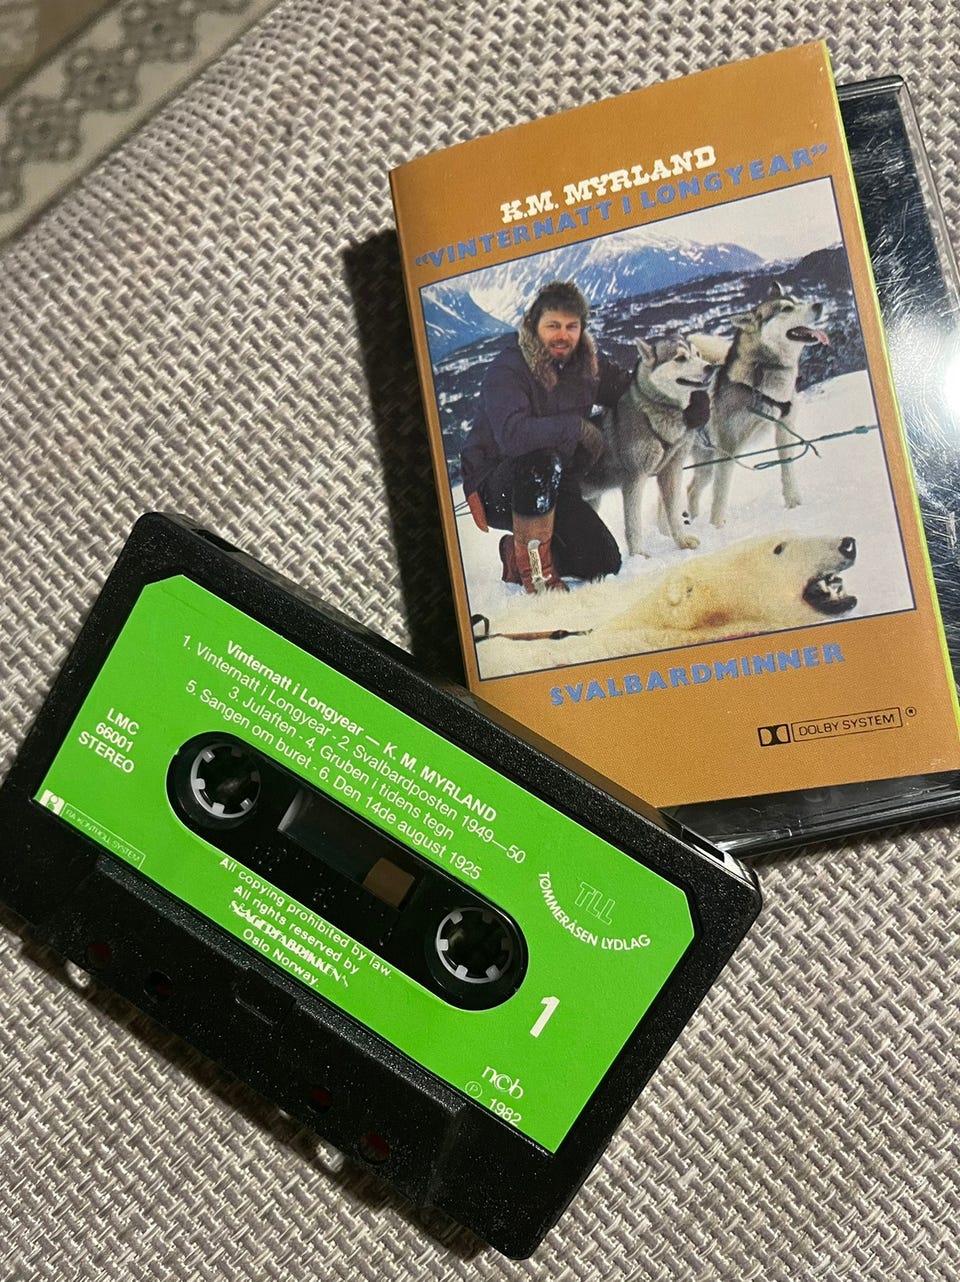 K.M. MYRLAND
“VINTERNATT I LONGYEAR”
SVALBARDMINNER
DOLBY SYSTEM
Vinternatt i Longyear — K. M. MYRLAND
1. Vinternatt i Longyear - 2. Svalbardposten 1949—50
3. Julaften - 4. Gruben i tidens tegn
5. Sangen om buret - 6. Den 14de august 1925
LMC
66001
STEREO
TLL
TØMMERÅSEN LYDLAG
All copying prohibited by law
All rights reserved by
Oslo Norway.
1
ncb
Ⓟ 1982